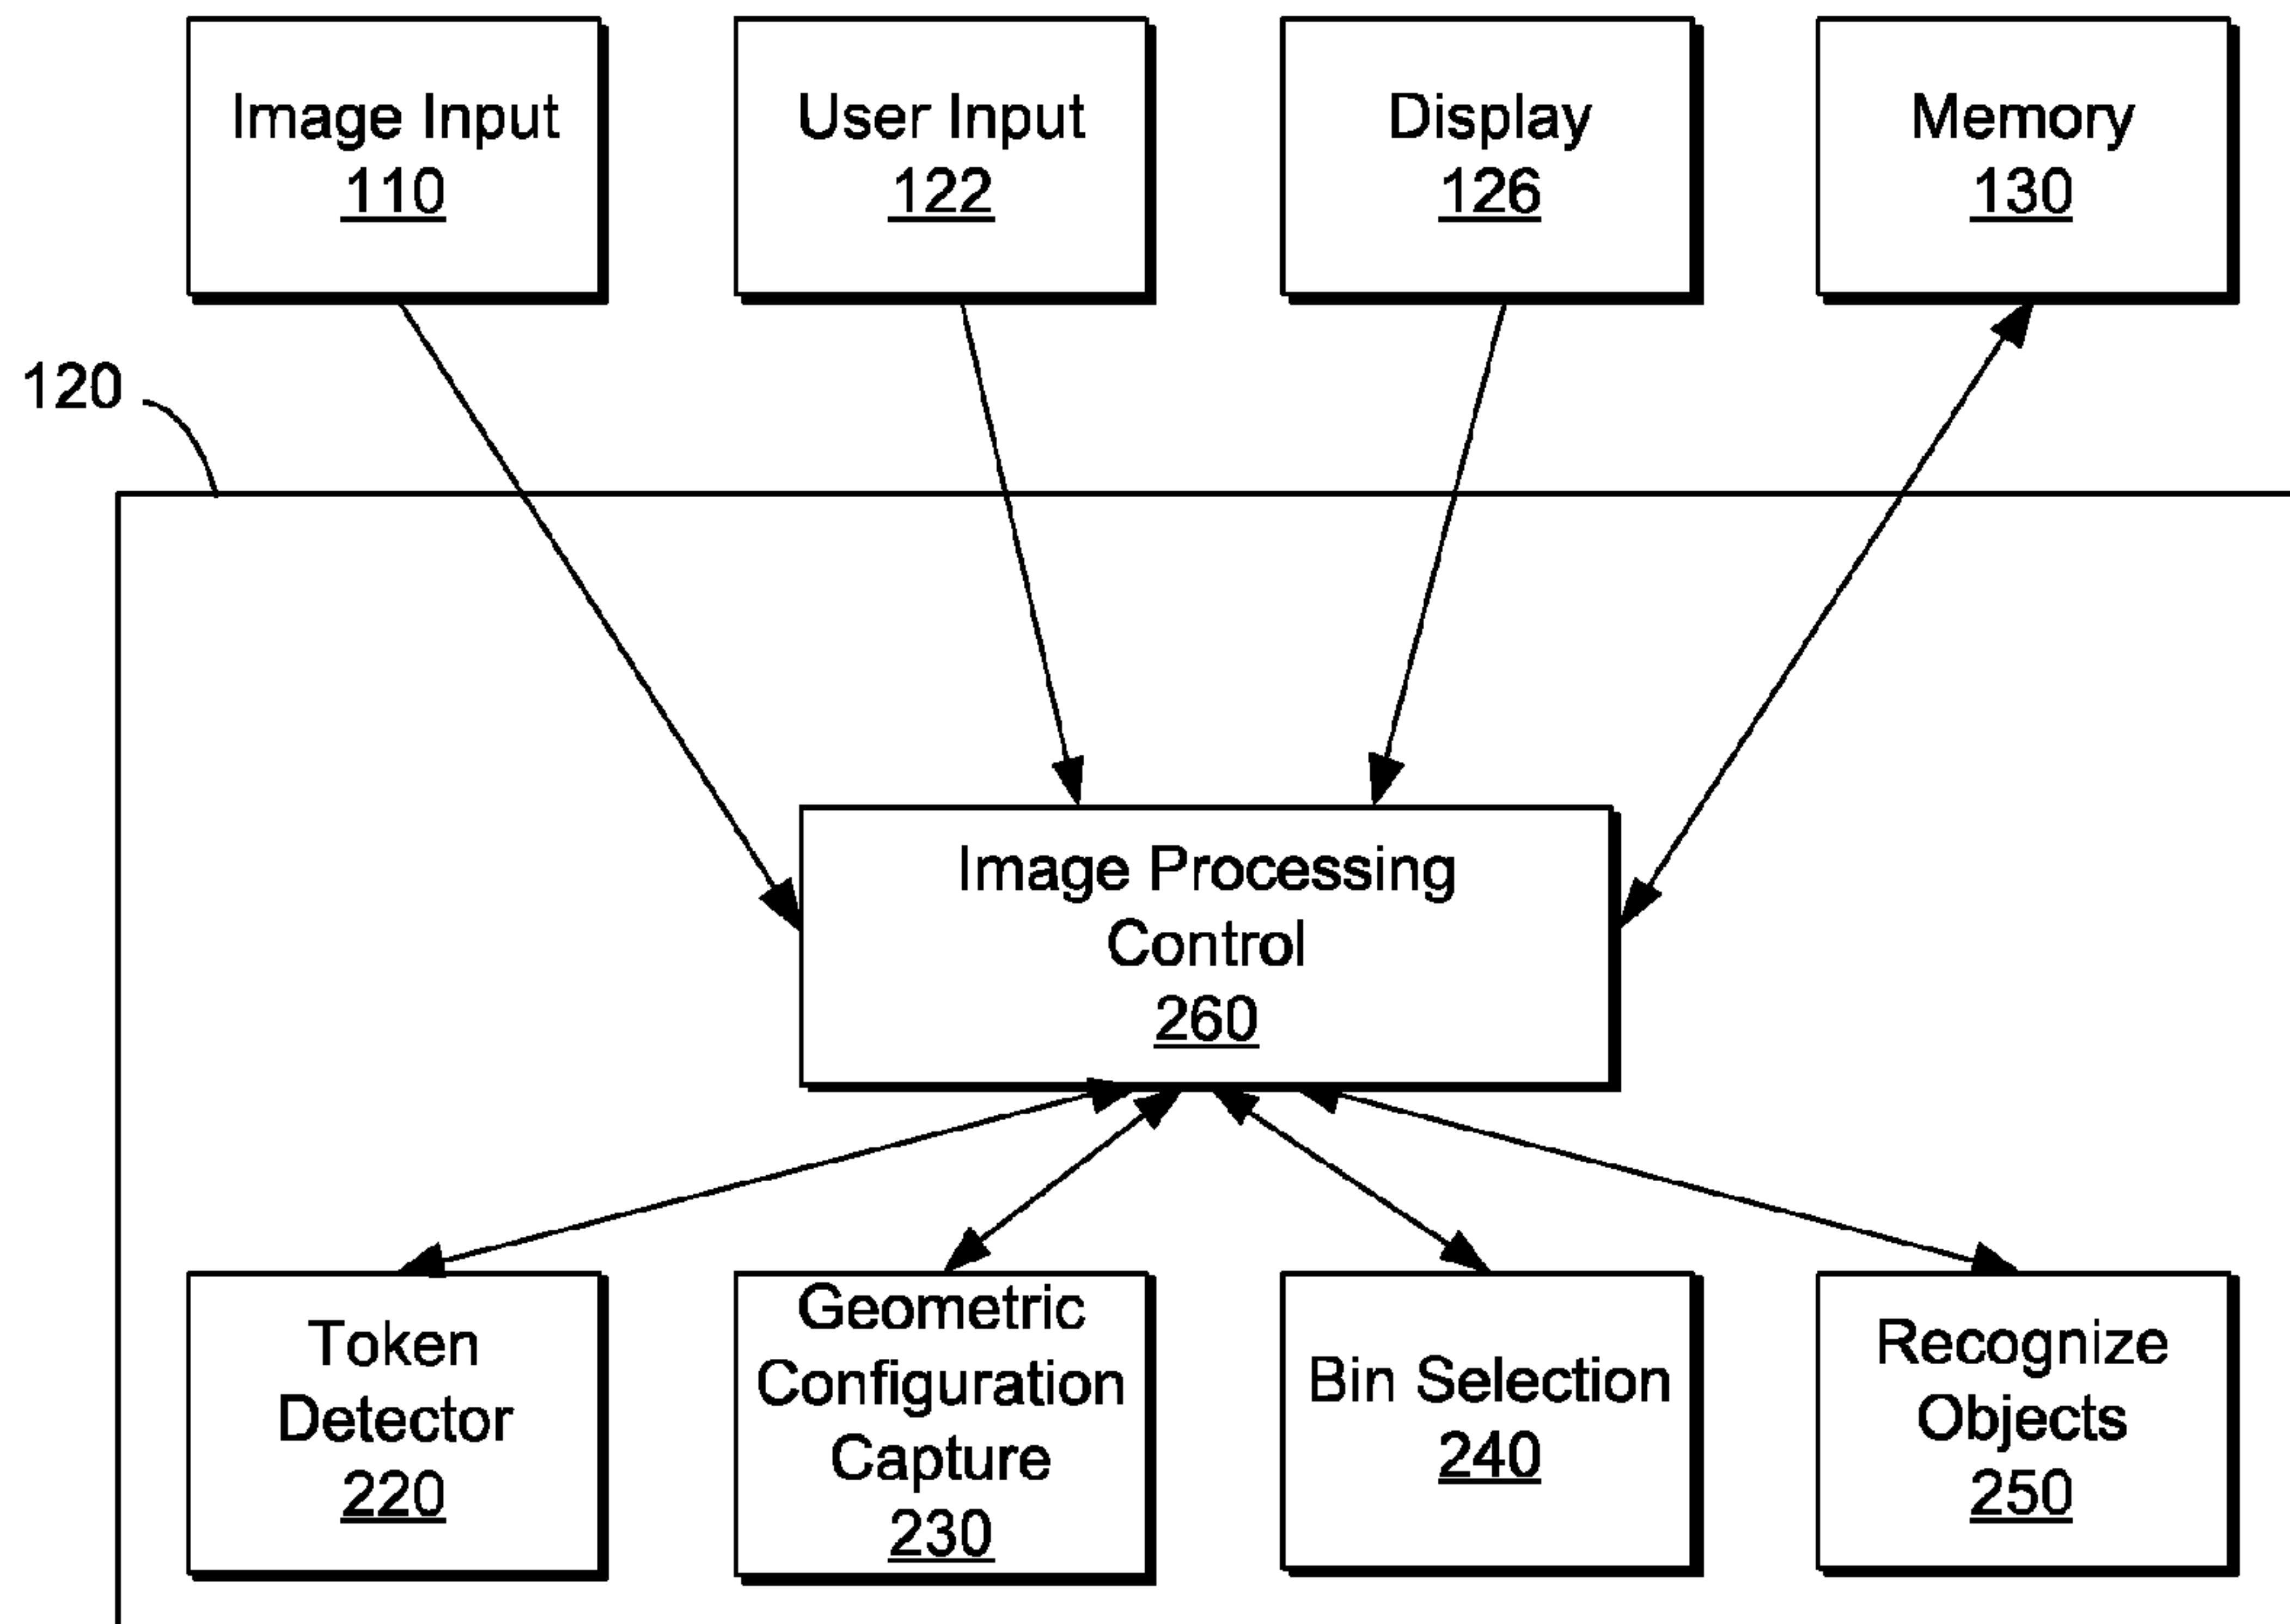 Image Input
110
User Input
122
Display
126
Memory
130
120
Image Processing
Control
260
Token
Detector
220
Geometric
Configuration
Capture
230
Bin Selection
240
Recognize
Objects
250